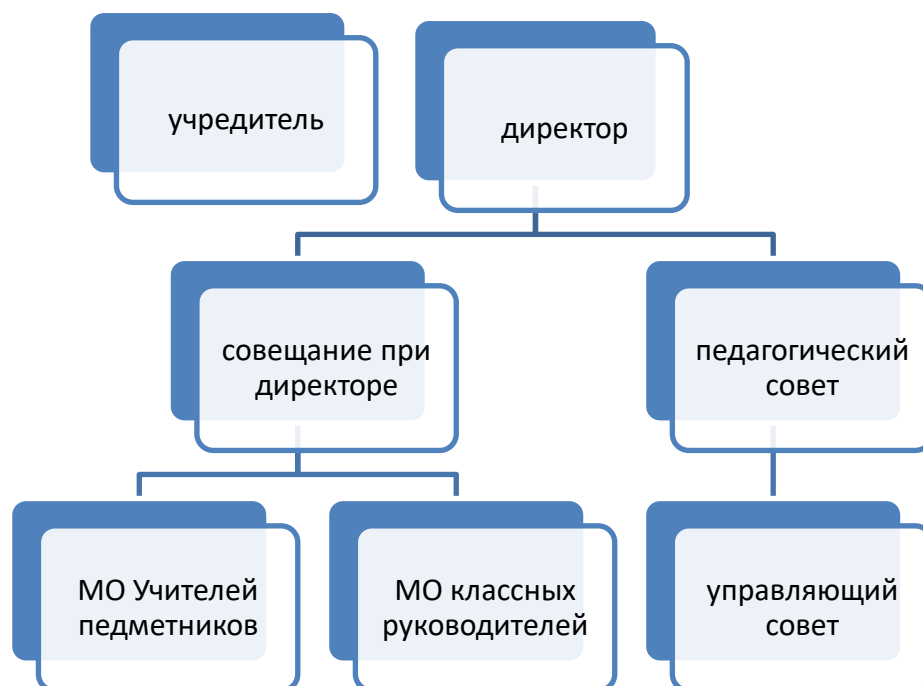 учредитель
директор
совещание при
директоре
педагогический
совет
МО Учителей
педметников
МО классных
руководителей
управляющий
совет